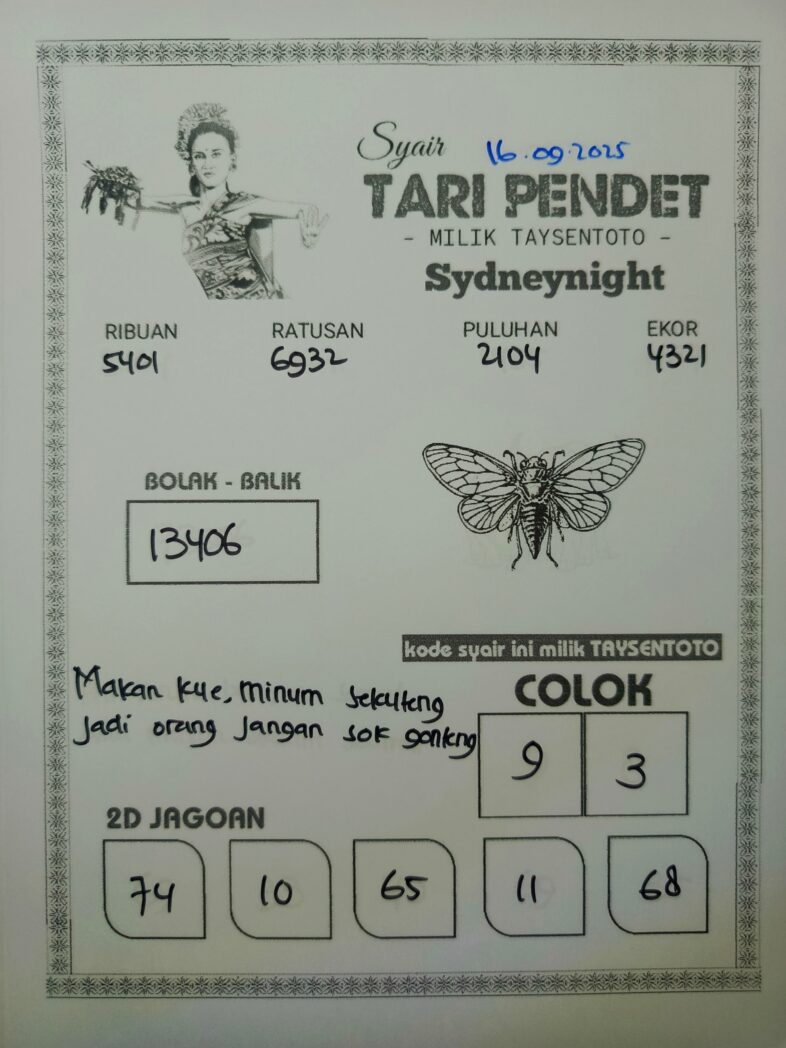 Syair 16.09.2025
TARI PENDET
- MILIK TAYSENTOTO -
Sydneynight
RIBUAN RATUSAN PULUHAN EKOR
5401 6932 2104 4321
BOLAK - BALIK
13406
kode syair ini milik TAYSENTOTO
Makan kue, minum sekuteng
Jadi orang jangan sok ganteng
COLOK
9 3
2D JAGOAN
74 10 65 11 68